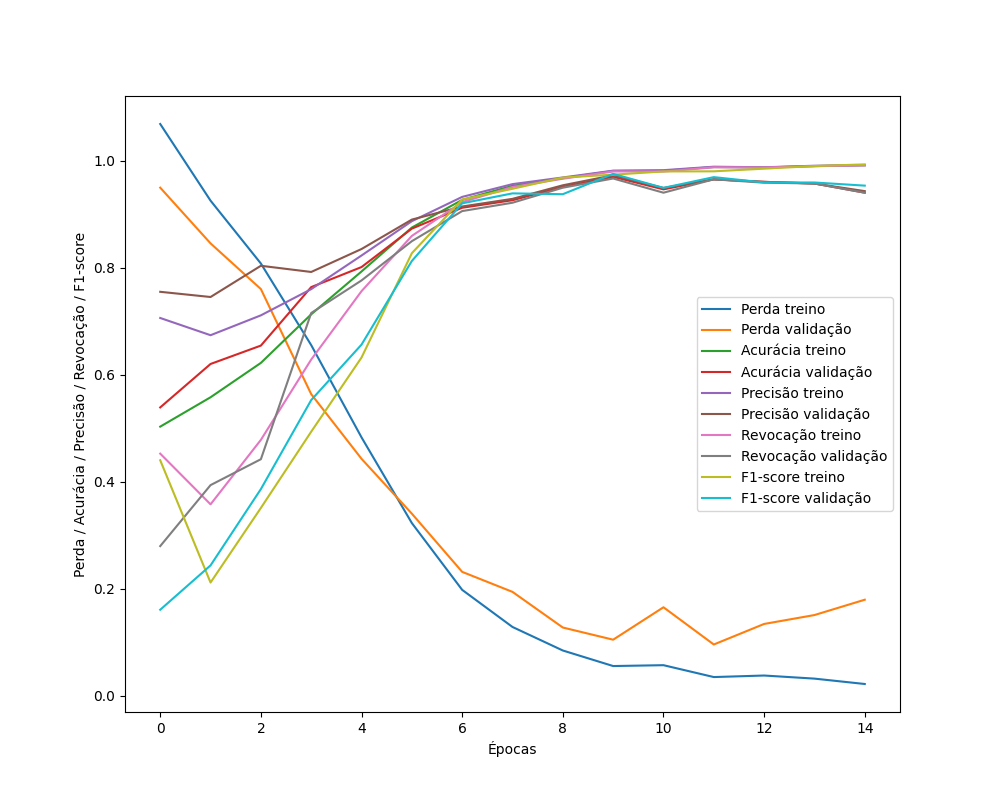 Perda / Acurácia / Precisão / Revocação / F1-score
1.0
0.8
0.6
0.4
0.2
0.0
0 2 4 6 8 10 12 14
Épocas
Perda treino
Perda validação
Acurácia treino
Acurácia validação
Precisão treino
Precisão validação
Revocação treino
Revocação validação
F1-score treino
F1-score validação